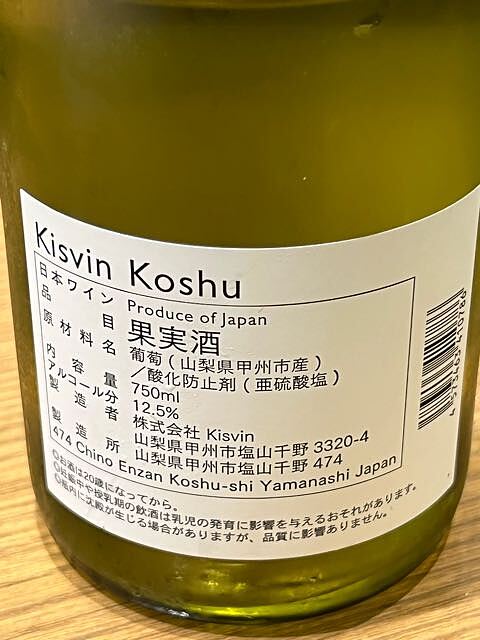 Kisvin Koshu
日本ワイン Produce of Japan
品目 果実酒
原材料名 葡萄(山梨県甲州市産)
／酸化防止剤(亜硫酸塩)
内容量 750ml
アルコール分 12.5%
製造者 株式会社 Kisvin
山梨県甲州市塩山千野 3320-4
製造所 山梨県甲州市塩山千野 474
474 Chino Enzan Koshu-shi Yamanashi Japan
◎お酒は20歳になってから。
◎妊娠中や授乳期の飲酒は乳児の発育に影響を与えるおそれがあります。
◎瓶内に沈殿が生じる場合がありますが、品質に影響ありません。